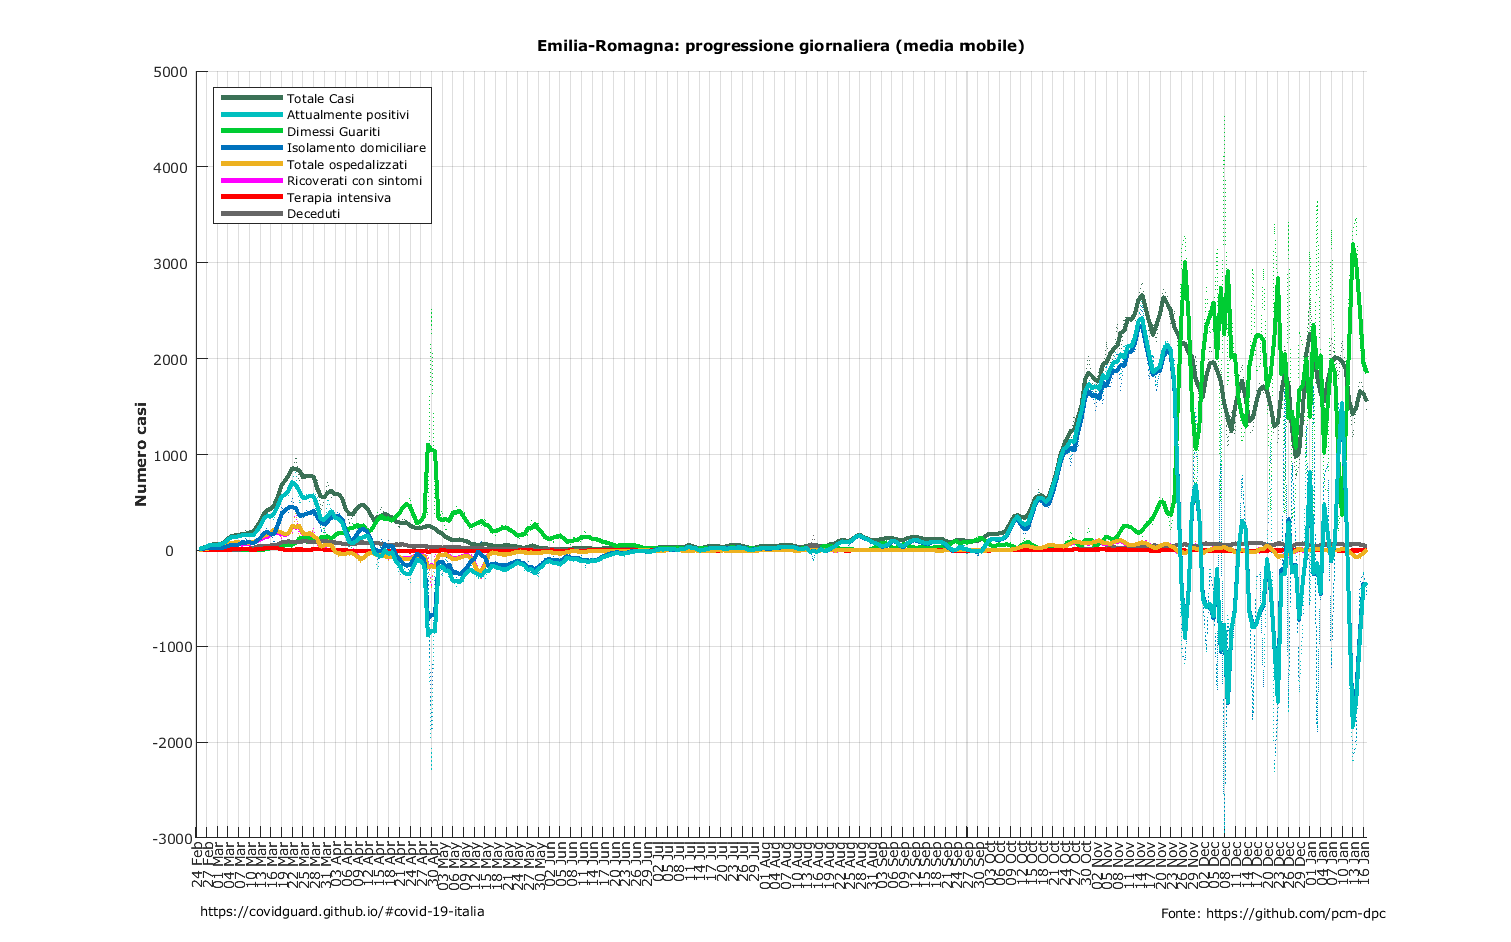 Emilia-Romagna: progressione giornaliera (media mobile)
5000
4000
3000
2000
1000
0
-1000
-2000
-3000
Numero casi
Totale Casi
Attualmente positivi
Dimessi Guariti
Isolamento domiciliare
Totale ospedalizzati
Ricoverati con sintomi
Terapia intensiva
Deceduti
24 Feb
27 Feb
01 Mar
04 Mar
07 Mar
10 Mar
13 Mar
16 Mar
19 Mar
22 Mar
25 Mar
28 Mar
31 Mar
03 Apr
06 Apr
09 Apr
12 Apr
15 Apr
18 Apr
21 Apr
24 Apr
27 Apr
30 Apr
03 May
06 May
09 May
12 May
15 May
18 May
21 May
24 May
27 May
30 May
02 Jun
05 Jun
08 Jun
11 Jun
14 Jun
17 Jun
20 Jun
23 Jun
26 Jun
29 Jun
02 Jul
05 Jul
08 Jul
11 Jul
14 Jul
17 Jul
20 Jul
23 Jul
26 Jul
29 Jul
01 Aug
04 Aug
07 Aug
10 Aug
13 Aug
16 Aug
19 Aug
22 Aug
25 Aug
28 Aug
31 Aug
03 Sep
06 Sep
09 Sep
12 Sep
15 Sep
18 Sep
21 Sep
24 Sep
27 Sep
30 Sep
03 Oct
06 Oct
09 Oct
12 Oct
15 Oct
18 Oct
21 Oct
24 Oct
27 Oct
30 Oct
02 Nov
05 Nov
08 Nov
11 Nov
14 Nov
17 Nov
20 Nov
23 Nov
26 Nov
29 Nov
02 Dec
05 Dec
08 Dec
11 Dec
14 Dec
17 Dec
20 Dec
23 Dec
26 Dec
29 Dec
01 Jan
04 Jan
07 Jan
10 Jan
13 Jan
16 Jan
https://covidguard.github.io/#covid-19-italia
Fonte: https://github.com/pcm-dpc